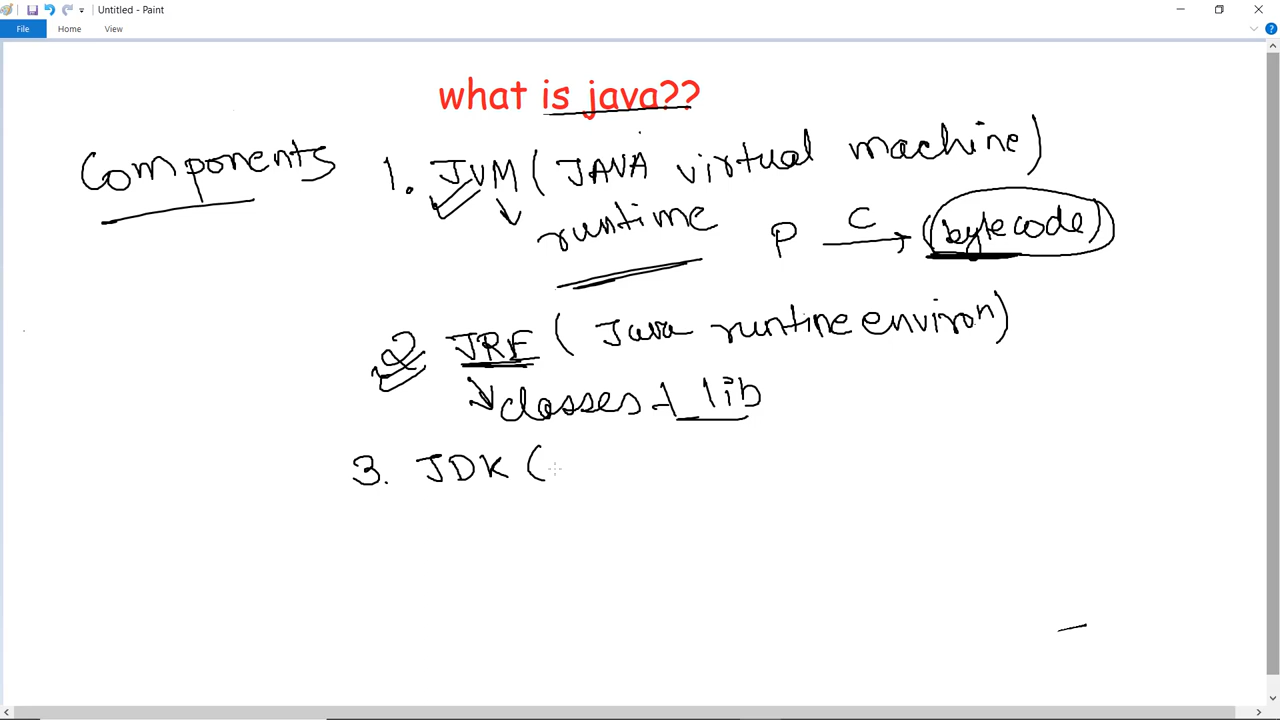 Untitled - Paint
File Home View
what is java??
Components 1. JVM ( JAVA virtual machine)
runtime P C (bytecode)
2 JRE ( Java runtime environ)
classes + lib
3. JDK (